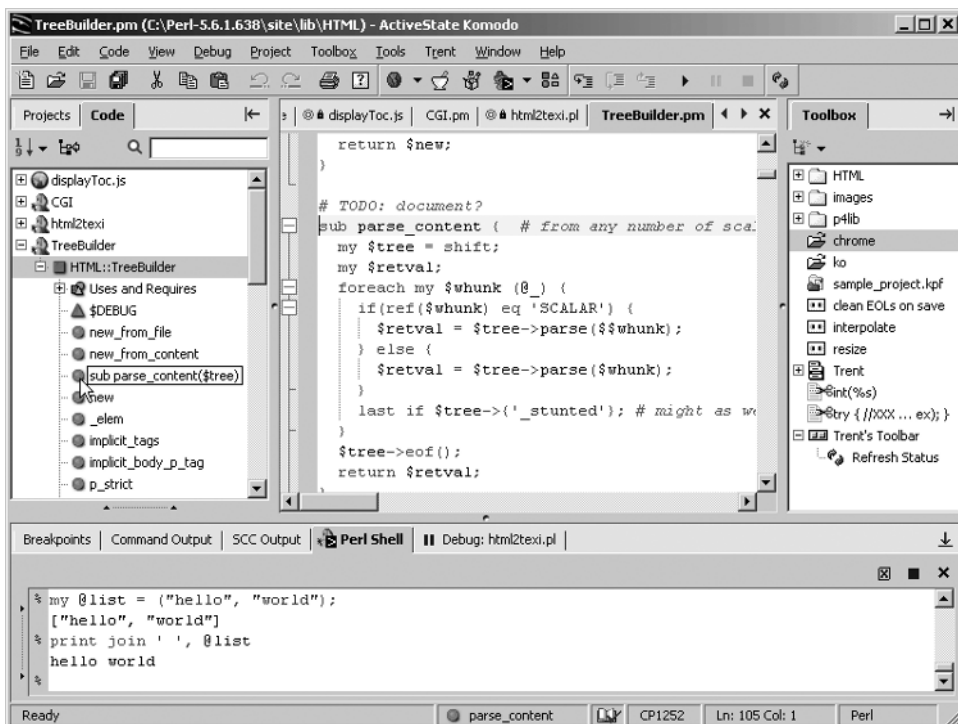 TreeBuilder.pm (C:\Perl-5.6.1.638\site\lib\HTML) - ActiveState Komodo
File Edit Code View Debug Project Toolbox Tools Trent Window Help
Projects Code
displayToc.js
CGI
html2texi
TreeBuilder
HTML::TreeBuilder
Uses and Requires
$DEBUG
new_from_file
new_from_content
sub parse_content($tree)
new
_elem
implicit_tags
implicit_body_p_tag
p_strict
displayToc.js CGI.pm html2texi.pl TreeBuilder.pm
return $new;
}
# TODO: document?
sub parse_content { # from any number of scal
my $tree = shift;
my $retval;
foreach my $whunk (@_) {
if(ref($whunk) eq 'SCALAR') {
$retval = $tree->parse($$whunk);
} else {
$retval = $tree->parse($whunk);
}
last if $tree->{'_stunted'}; # might as we
}
$tree->eof();
return $retval;
Toolbox
HTML
images
p4lib
chrome
ko
sample_project.kpf
clean EOLs on save
interpolate
resize
Trent
int(%s)
try { //XXX ... ex); }
Trent's Toolbar
Refresh Status
Breakpoints Command Output SCC Output Perl Shell Debug: html2texi.pl
% my @list = ("hello", "world");
["hello", "world"]
% print join ' ', @list
hello world
%
Ready parse_content CP1252 Ln: 105 Col: 1 Perl